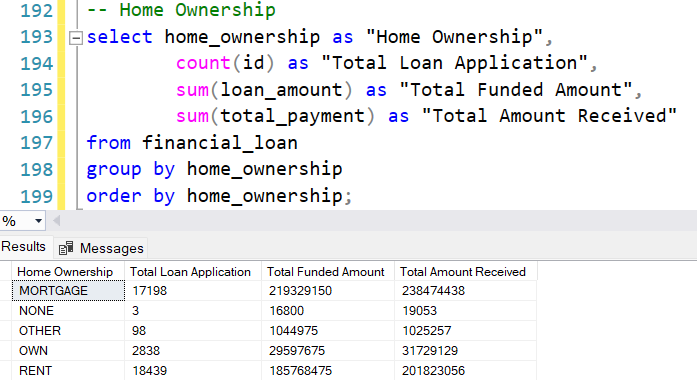 192 -- Home Ownership
193 select home_ownership as "Home Ownership",
194 count(id) as "Total Loan Application",
195 sum(loan_amount) as "Total Funded Amount",
196 sum(total_payment) as "Total Amount Received"
197 from financial_loan
198 group by home_ownership
199 order by home_ownership;
%
Results Messages
Home Ownership Total Loan Application Total Funded Amount Total Amount Received
MORTGAGE 17198 219329150 238474438
NONE 3 16800 19053
OTHER 98 1044975 1025257
OWN 2838 29597675 31729129
RENT 18439 185768475 201823056